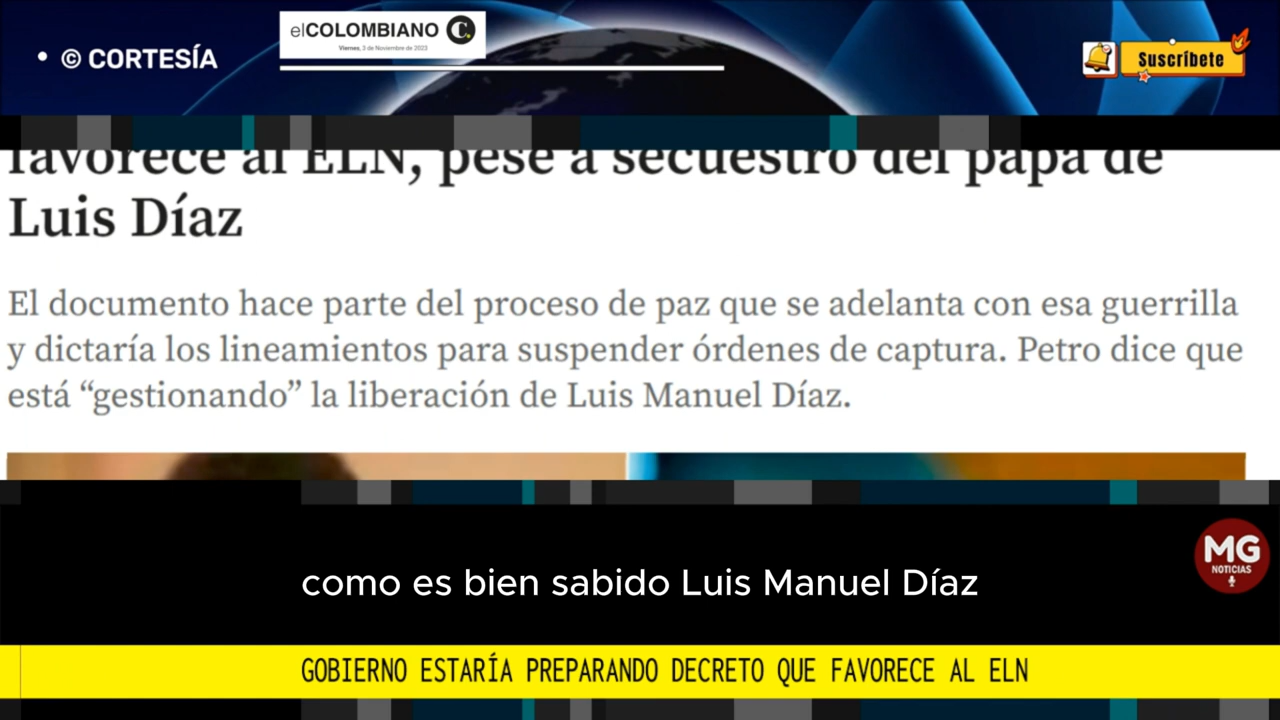 elCOLOMBIANO C
Viernes, 3 de Noviembre de 2023
• © CORTESÍA
Suscríbete
favorece al ELN, pese a secuestro del papá de
Luis Díaz
El documento hace parte del proceso de paz que se adelanta con esa guerrilla
y dictaría los lineamientos para suspender órdenes de captura. Petro dice que
está “gestionando” la liberación de Luis Manuel Díaz.
MG
NOTICIAS
como es bien sabido Luis Manuel Díaz
GOBIERNO ESTARÍA PREPARANDO DECRETO QUE FAVORECE AL ELN